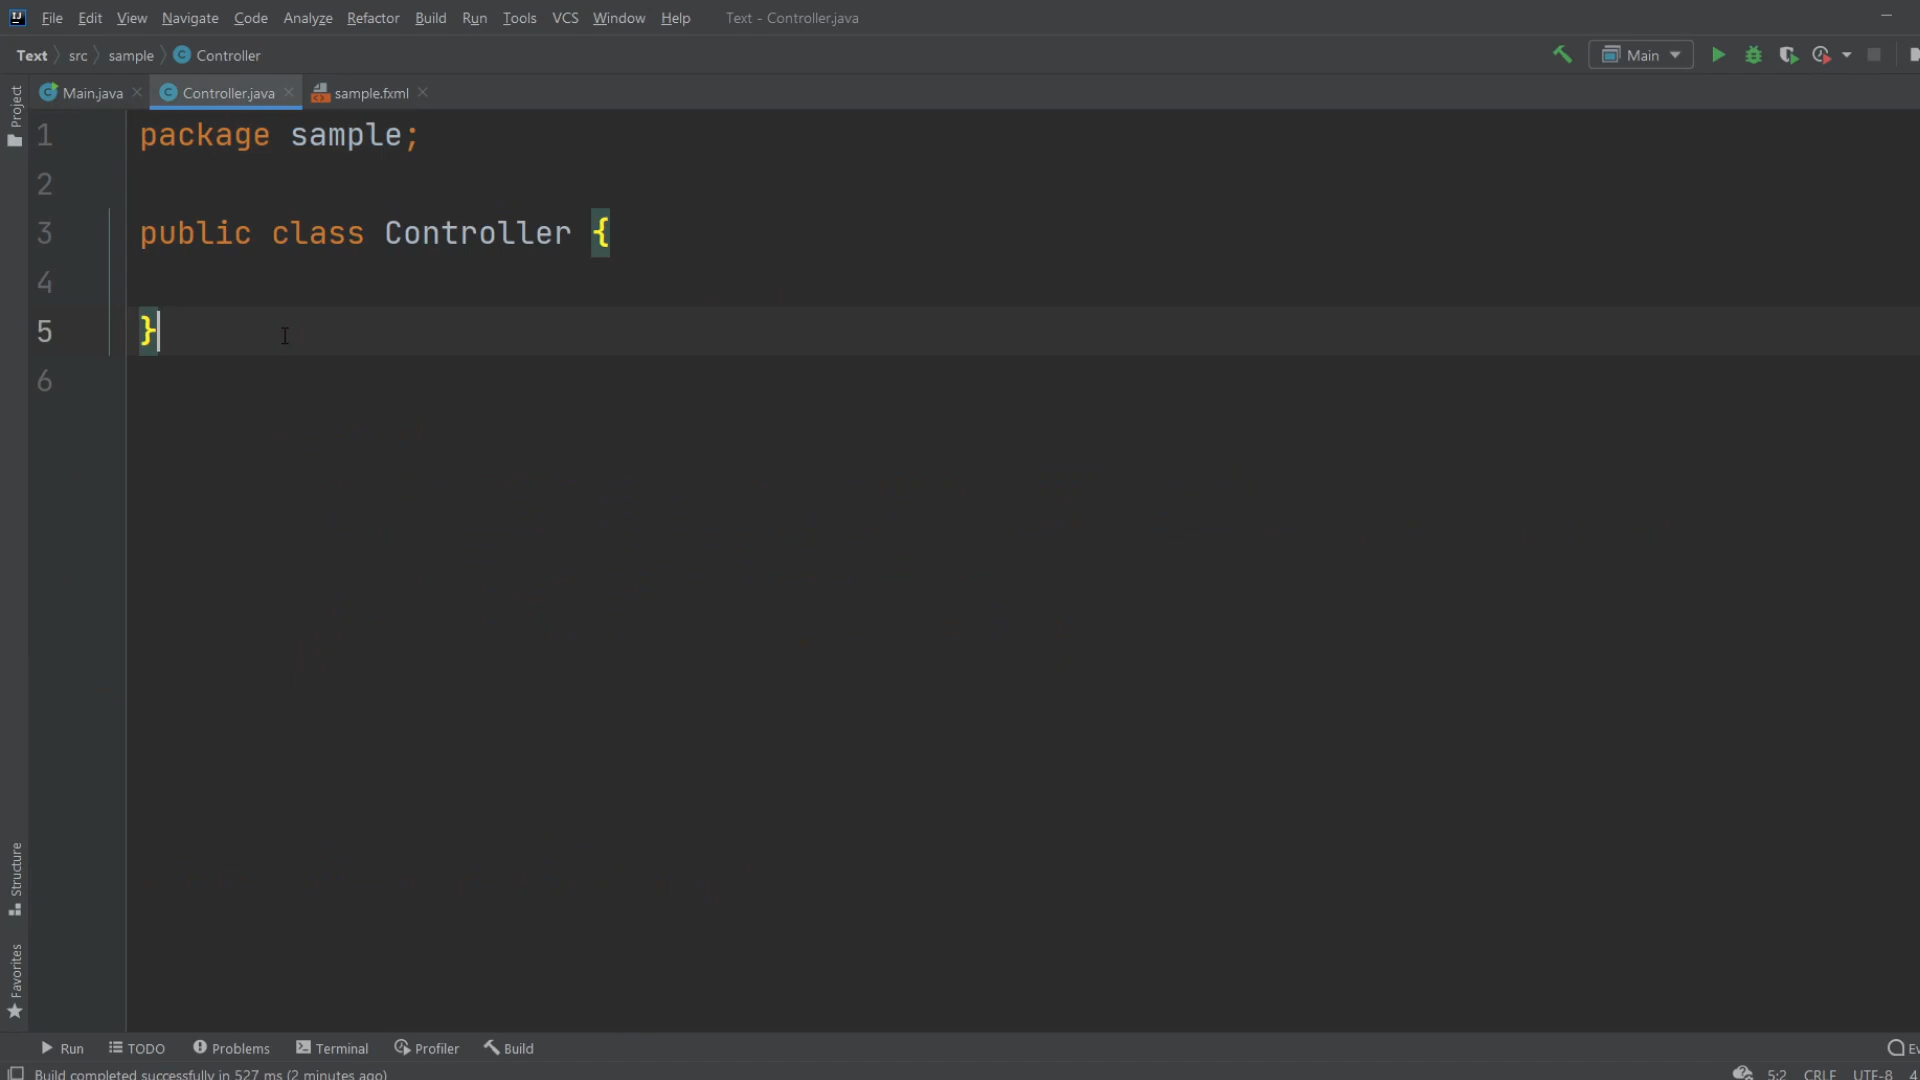 File Edit View Navigate Code Analyze Refactor Build Run Tools VCS Window Help Text - Controller.java
Text src sample Controller Main
Main.java Controller.java sample.fxml
Project
1 package sample;
2
3 public class Controller {
4
5 }
6
Structure
Favorites
Run TODO Problems Terminal Profiler Build Ev
Build completed successfully in 527 ms (2 minutes ago) 5:2 CRLF UTF-8 4